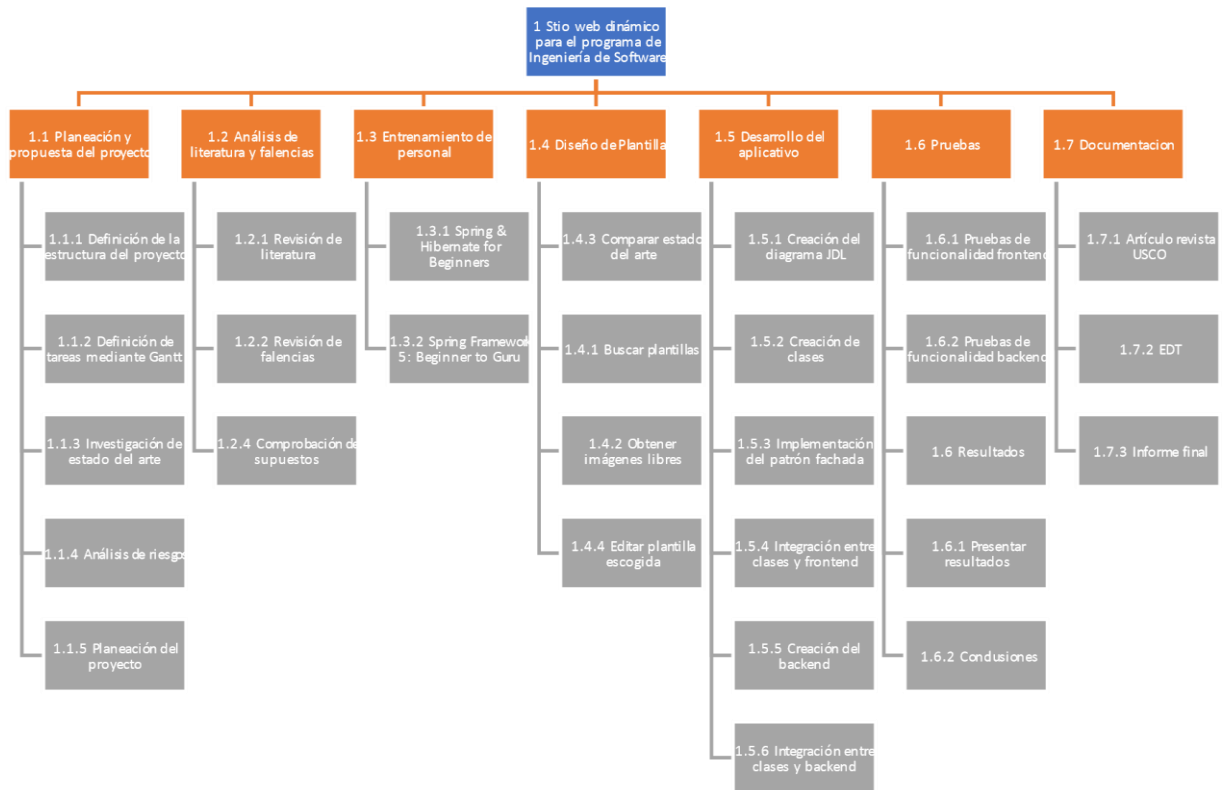 1 Stio web dinámico
para el programa de
Ingeniería de Software
1.1 Planeación y
propuesta del proyecto
1.1.1 Definición de la
estructura del proyecto
1.1.2 Definición de
tareas mediante Gantt
1.1.3 Investigación de
estado del arte
1.1.4 Análisis de riesgos
1.1.5 Planeación del
proyecto
1.2 Análisis de
literatura y falencias
1.2.1 Revisión de
literatura
1.2.2 Revisión de
falencias
1.2.4 Comprobación de
supuestos
1.3 Entrenamiento de
personal
1.3.1 Spring &
Hibernate for
Beginners
1.3.2 Spring Framework
5: Beginner to Guru
1.4 Diseño de Plantilla
1.4.3 Comparar estado
del arte
1.4.1 Buscar plantillas
1.4.2 Obtener
imágenes libres
1.4.4 Editar plantilla
escogida
1.5 Desarrollo del
aplicativo
1.5.1 Creación del
diagrama JDL
1.5.2 Creación de
clases
1.5.3 Implementación
del patrón fachada
1.5.4 Integración entre
clases y frontend
1.5.5 Creación del
backend
1.5.6 Integración entre
clases y backend
1.6 Pruebas
1.6.1 Pruebas de
funcionalidad frontend
1.6.2 Pruebas de
funcionalidad backend
1.6 Resultados
1.6.1 Presentar
resultados
1.6.2 Condusiones
1.7 Documentacion
1.7.1 Artículo revista
USCO
1.7.2 EDT
1.7.3 Informe final